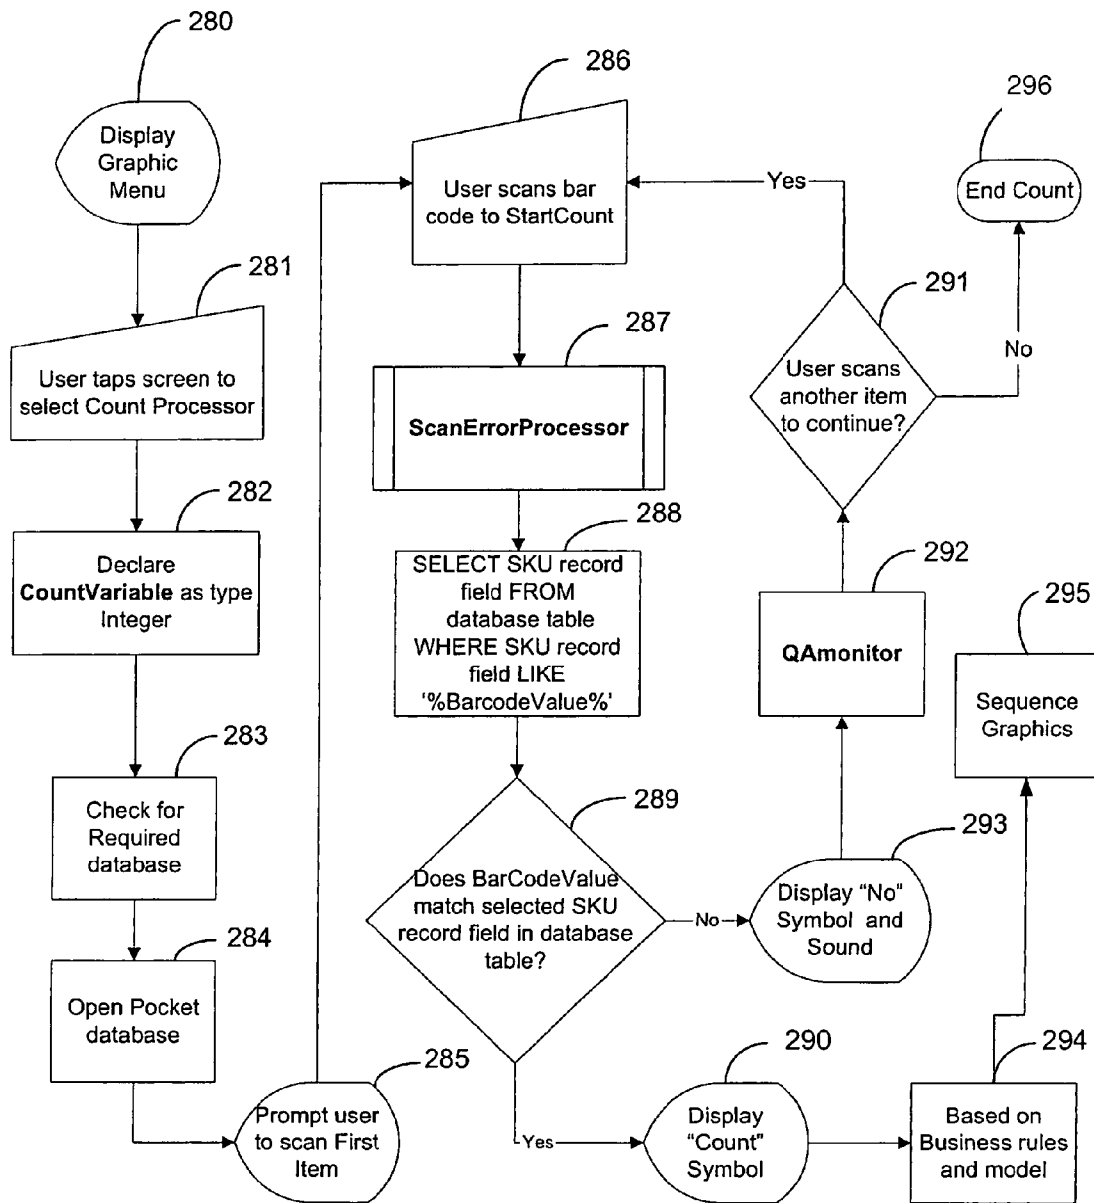 280
Display
Graphic
Menu
281
User taps screen to
select Count Processor
282
Declare
CountVariable as type
Integer
283
Check for
Required
database
284
Open Pocket
database
285
Prompt user
to scan First
Item
286
User scans bar
code to StartCount
287
ScanErrorProcessor
288
SELECT SKU record
field FROM
database table
WHERE SKU record
field LIKE
'%BarcodeValue%'
289
Does BarCodeValue
match selected SKU
record field in database
table?
No
Yes
290
Display
"Count"
Symbol
291
User scans
another item
to continue?
Yes
No
292
QAmonitor
293
Display "No"
Symbol and
Sound
294
Based on
Business rules
and model
295
Sequence
Graphics
296
End Count